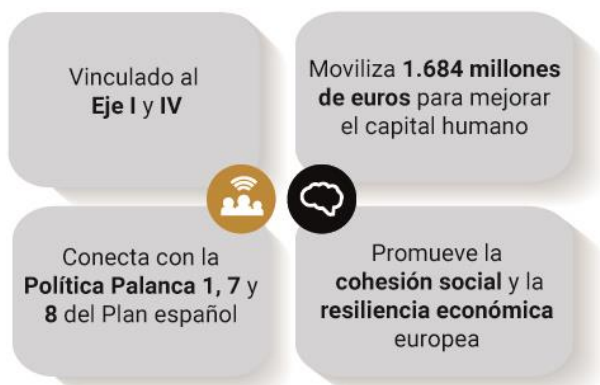 Vinculado al
Eje I y IV
Moviliza 1.684 millones
de euros para mejorar
el capital humano
Conecta con la
Política Palanca 1, 7 y
8 del Plan español
Promueve la
cohesión social y la
resiliencia económica
europea